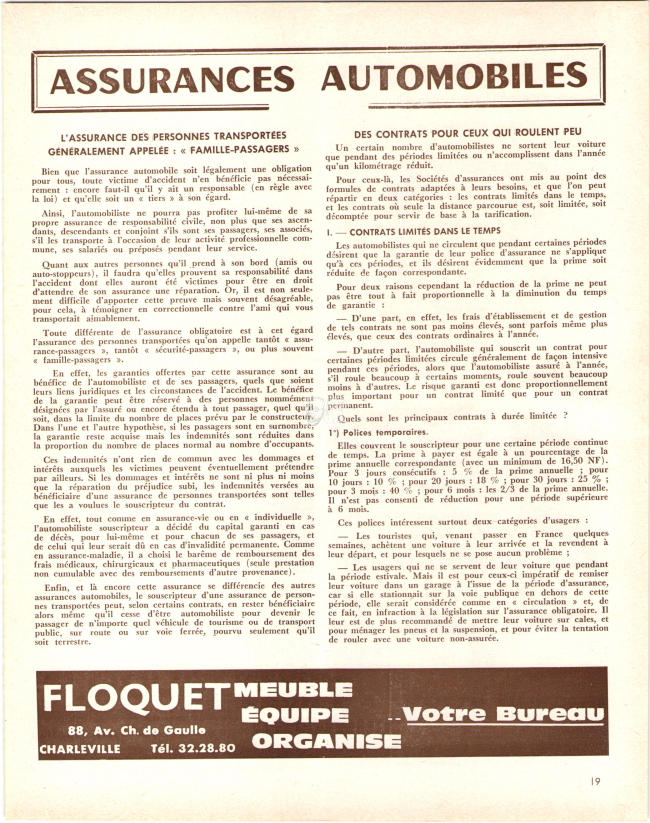 ASSURANCES AUTOMOBILES
L'ASSURANCE DES PERSONNES TRANSPORTÉES
GÉNÉRALEMENT APPELÉE : « FAMILLE-PASSAGERS »
Bien que l'assurance automobile soit légalement une obligation
pour tous, toute victime d'accident n'en bénéficie pas nécessai-
rement : encore faut-il qu'il y ait un responsable (en règle avec
la loi) et qu'elle soit un « tiers » à son égard.
Ainsi, l'automobiliste ne pourra pas profiter lui-même de sa
propre assurance de responsabilité civile, non plus que ses ascen-
dants, descendants et conjoint s'ils sont ses passagers, ses associés,
s'il les transporte à l'occasion de leur activité professionnelle com-
mune, ses salariés ou préposés pendant leur service.
Quant aux autres personnes qu'il prend à son bord (amis ou
auto-stoppeurs), il faudra qu'elles prouvent sa responsabilité dans
l'accident dont elles auront été victimes pour être en droit
d'attendre de son assurance une réparation. Or, il est non seule-
ment difficile d'apporter cette preuve mais souvent désagréable,
pour cela, à témoigner en correctionnelle contre l'ami qui vous
transportait aimablement.
Toute différente de l'assurance obligatoire est à cet égard
l'assurance des personnes transportées qu'on appelle tantôt « assu-
rance-passagers », tantôt « sécurité-passagers », ou plus souvent
« famille-passagers ».
En effet, les garanties offertes par cette assurance sont au
bénéfice de l'automobiliste et de ses passagers, quels que soient
leurs liens juridiques et les circonstances de l'accident. Le bénéfice
de la garantie peut être réservé à des personnes nommément
désignées par l'assuré ou encore étendu à tout passager, quel qu'il
soit, dans la limite du nombre de places prévu par le constructeur.
Dans l'une et l'autre hypothèse, si les passagers sont en surnombre,
la garantie reste acquise mais les indemnités sont réduites dans
la proportion du nombre de places normal au nombre d'occupants.
Ces indemnités n'ont rien de commun avec les dommages et
intérêts auxquels les victimes peuvent éventuellement prétendre
par ailleurs. Si les dommages et intérêts ne sont ni plus ni moins
que la réparation du préjudice subi, les indemnités versées au
bénéficiaire d'une assurance de personnes transportées sont telles
que les a voulues le souscripteur du contrat.
En effet, tout comme en assurance-vie ou en « individuelle »,
l'automobiliste souscripteur a décidé du capital garanti en cas
de décès, pour lui-même et pour chacun de ses passagers, et
de celui qui leur serait dû en cas d'invalidité permanente. Comme
en assurance-maladie, il a choisi le barême de remboursement des
frais médicaux, chirurgicaux et pharmaceutiques (seule prestation
non cumulable avec des remboursements d'autre provenance).
Enfin, et là encore cette assurance se différencie des autres
assurances automobiles, le souscripteur d'une assurance de person-
nes transportées peut, selon certains contrats, en rester bénéficiaire
alors même qu'il cesse d'être automobiliste pour devenir le
passager de n'importe quel véhicule de tourisme ou de transport
public, sur route ou sur voie ferrée, pourvu seulement qu'il
soit terrestre.
DES CONTRATS POUR CEUX QUI ROULENT PEU
Un certain nombre d'automobilistes ne sortent leur voiture
que pendant des périodes limitées ou n'accomplissent dans l'année
qu'un kilométrage réduit.
Pour ceux-là, les Sociétés d'assurances ont mis au point des
formules de contrats adaptées à leurs besoins, et que l'on peut
répartir en deux catégories : les contrats limités dans le temps,
et les contrats où seule la distance parcourue est, soit limitée, soit
décomptée pour servir de base à la tarification.
I. — CONTRATS LIMITÉS DANS LE TEMPS
Les automobilistes qui ne circulent que pendant certaines périodes
désirent que la garantie de leur police d'assurance ne s'applique
qu'à ces périodes, et ils désirent évidemment que la prime soit
réduite de façon correspondante.
Pour deux raisons cependant la réduction de la prime ne peut
pas être tout à fait proportionnelle à la diminution du temps
de garantie :
— D'une part, en effet, les frais d'établissement et de gestion
de tels contrats ne sont pas moins élevés, sont parfois même plus
élevés, que ceux des contrats ordinaires à l'année.
— D'autre part, l'automobiliste qui souscrit un contrat pour
certaines périodes limitées circule généralement de façon intensive
pendant ces périodes, alors que l'automobiliste assuré à l'année,
s'il roule beaucoup à certains moments, roule souvent beaucoup
moins à d'autres. Le risque garanti est donc proportionnellement
plus important pour un contrat limité que pour un contrat
permanent.
Quels sont les principaux contrats à durée limitée ?
1°) Polices temporaires.
Elles couvrent le souscripteur pour une certaine période continue
de temps. La prime à payer est égale à un pourcentage de la
prime annuelle correspondante (avec un minimum de 16,50 NF).
Pour 3 jours consécutifs : 5 % de la prime annuelle ; pour
10 jours : 10 % ; pour 20 jours : 18 % ; pour 30 jours : 25 % ;
pour 3 mois : 40 % ; pour 6 mois : les 2/3 de la prime annuelle.
Il n'est pas consenti de réduction pour une période supérieure
à 6 mois.
Ces polices intéressent surtout deux catégories d'usagers :
— Les touristes qui, venant passer en France quelques
semaines, achètent une voiture à leur arrivée et la revendent à
leur départ, et pour lesquels ne se pose aucun problème ;
— Les usagers qui ne se servent de leur voiture que pendant
la période estivale. Mais il est pour ceux-ci impératif de remiser
leur voiture dans un garage à l'issue de la période d'assurance,
car si elle stationnait sur la voie publique en dehors de cette
période, elle serait considérée comme en « circulation » et, de
ce fait, en infraction à la législation sur l'assurance obligatoire. Il
leur est de plus recommandé de mettre leur voiture sur cales, et
pour ménager les pneus et la suspension, et pour éviter la tentation
de rouler avec une voiture non-assurée.
FLOQUET
88, Av. Ch. de Gaulle
CHARLEVILLE Tél. 32.28.80
MEUBLE
ÉQUIPE
ORGANISE
..Votre Bureau
19